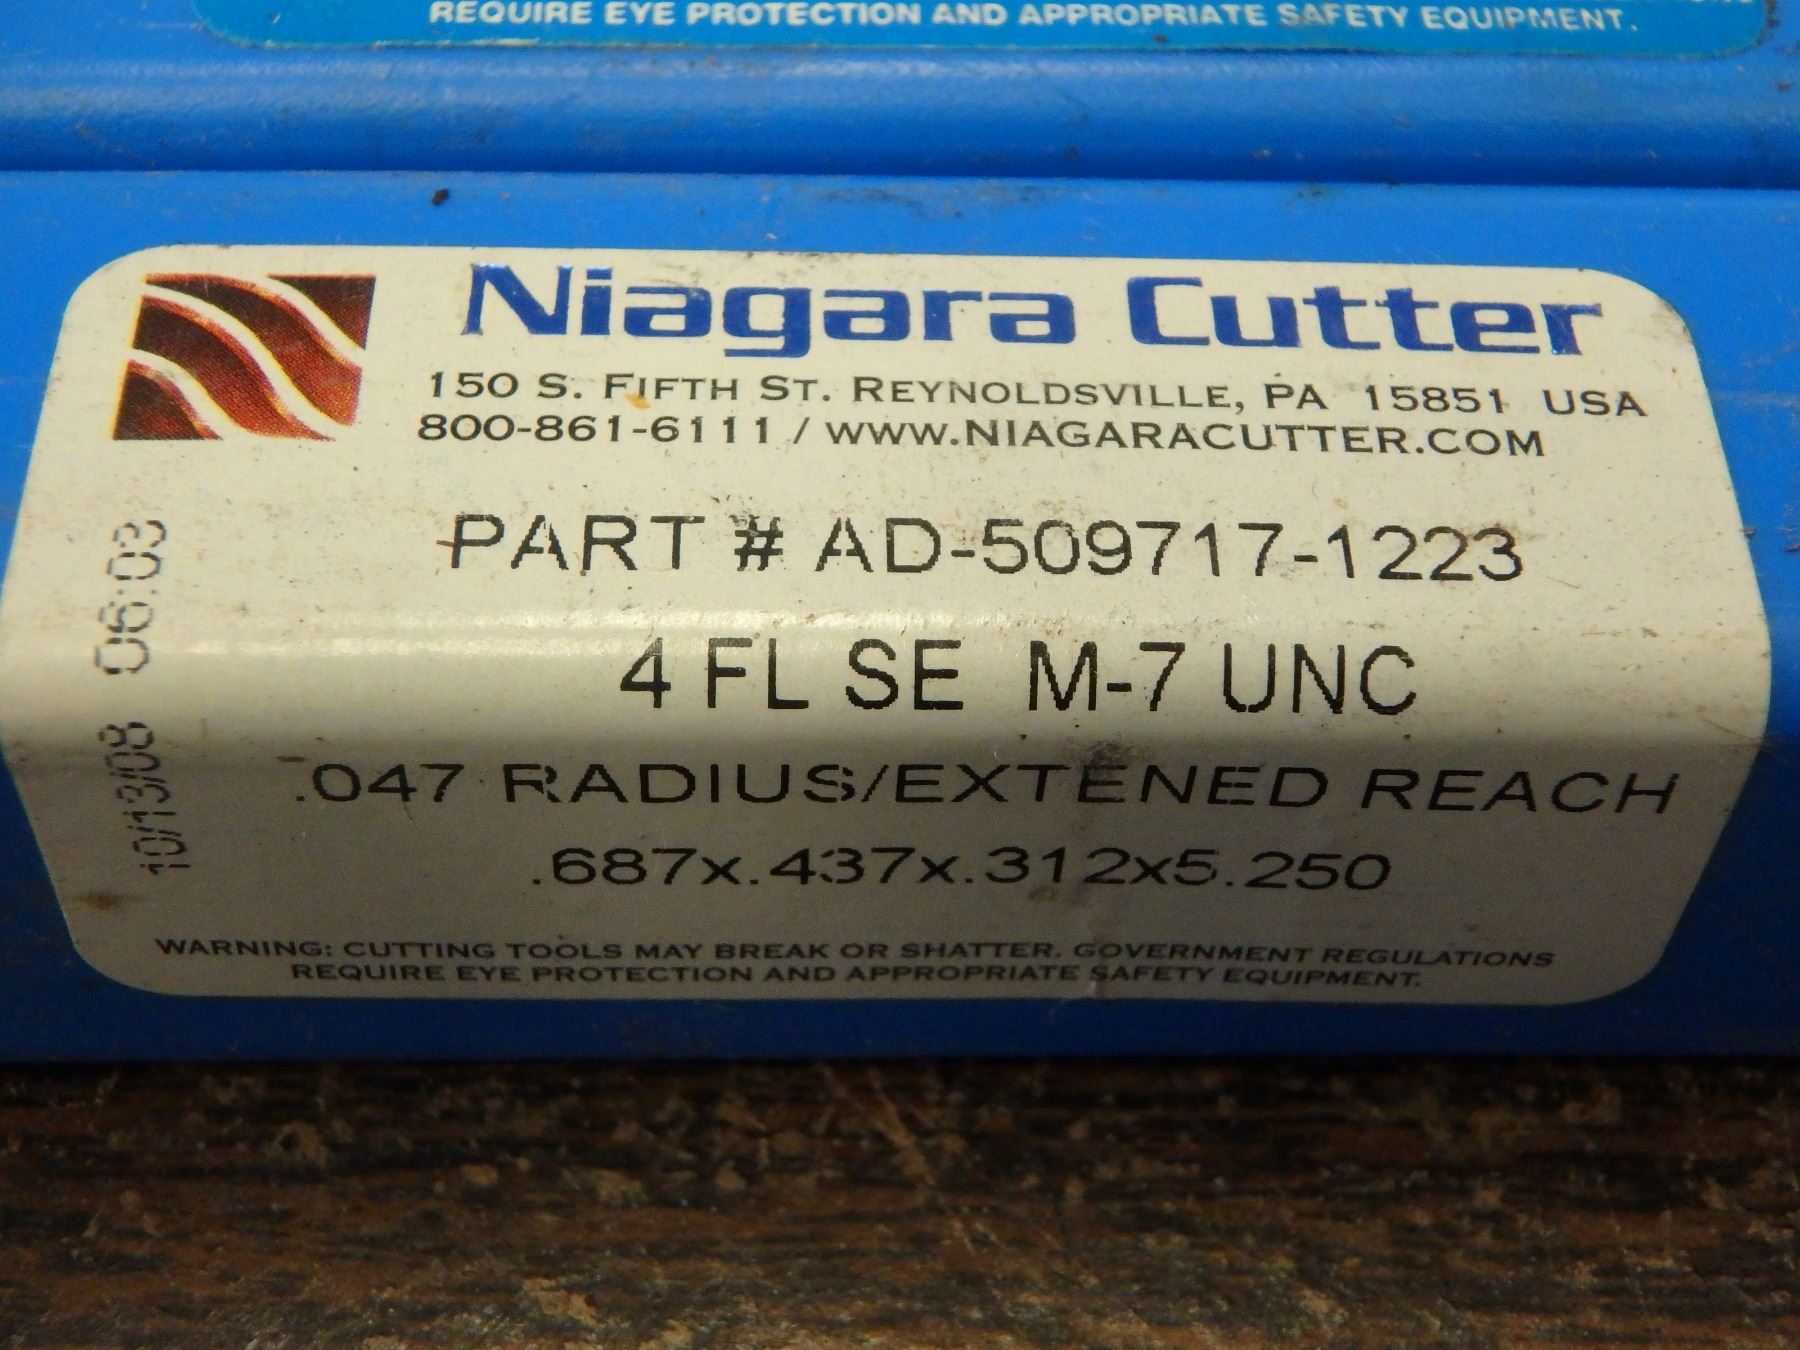 REQUIRE EYE PROTECTION AND APPROPRIATE SAFETY EQUIPMENT.
Niagara Cutter
150 S. FIFTH ST. REYNOLDSVILLE, PA 15851 USA
800-861-6111 / WWW.NIAGARACUTTER.COM
PART # AD-509717-1223
4 FL SE M-7 UNC
.047 RADIUS/EXTENED REACH
.687x.437x.312x5.250
10/13/08 06:03
WARNING: CUTTING TOOLS MAY BREAK OR SHATTER. GOVERNMENT REGULATIONS
REQUIRE EYE PROTECTION AND APPROPRIATE SAFETY EQUIPMENT.